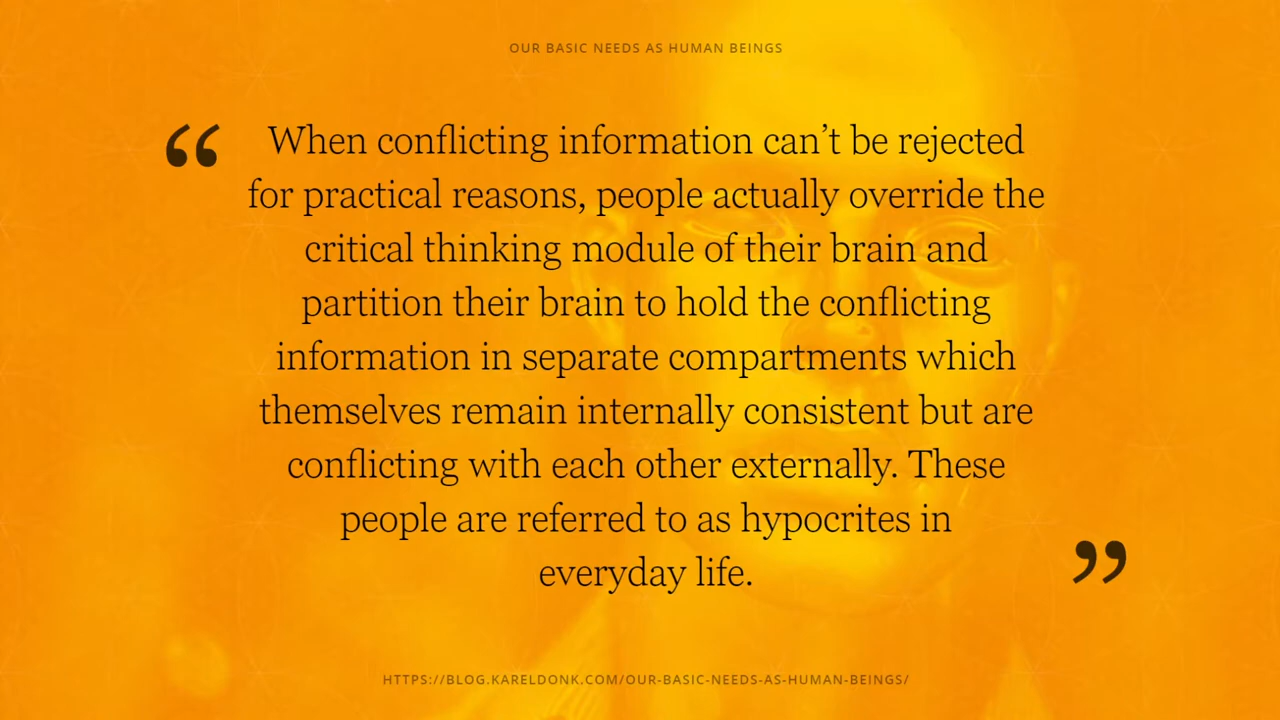 OUR BASIC NEEDS AS HUMAN BEINGS
“ When conflicting information can’t be rejected
for practical reasons, people actually override the
critical thinking module of their brain and
partition their brain to hold the conflicting
information in separate compartments which
themselves remain internally consistent but are
conflicting with each other externally. These
people are referred to as hypocrites in
everyday life. ”
HTTPS://BLOG.KARELDONK.COM/OUR-BASIC-NEEDS-AS-HUMAN-BEINGS/